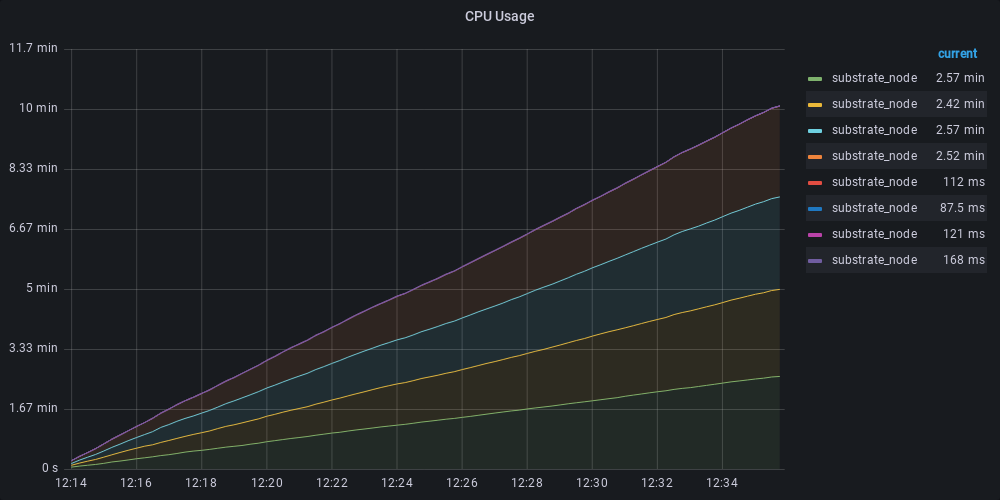 CPU Usage
11.7 min
10 min
8.33 min
6.67 min
5 min
3.33 min
1.67 min
0 s
12:14 12:16 12:18 12:20 12:22 12:24 12:26 12:28 12:30 12:32 12:34
current
substrate_node 2.57 min
substrate_node 2.42 min
substrate_node 2.57 min
substrate_node 2.52 min
substrate_node 112 ms
substrate_node 87.5 ms
substrate_node 121 ms
substrate_node 168 ms